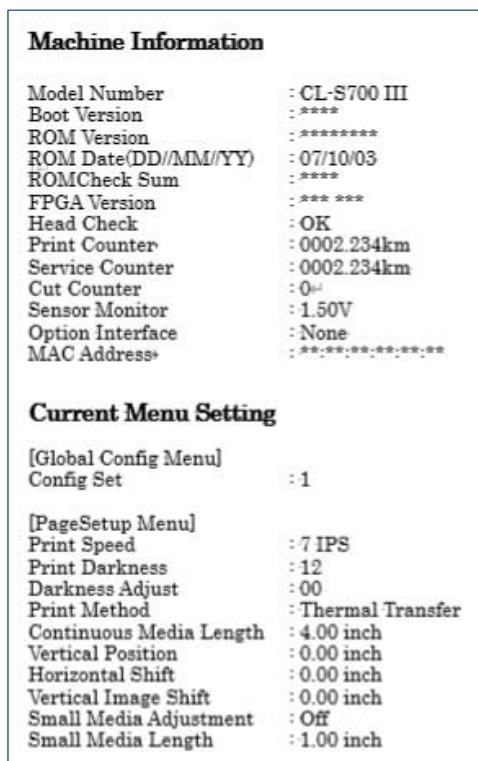 Machine Information
Model Number : CL-S700 III
Boot Version : ****
ROM Version : ********
ROM Date(DD//MM//YY) : 07/10/03
ROMCheck Sum : ****
FPGA Version : *** ***
Head Check : OK
Print Counter : 0002.234km
Service Counter : 0002.234km
Cut Counter : 0↵
Sensor Monitor : 1.50V
Option Interface : None
MAC Address : **:**:**:**:**:**
Current Menu Setting
[Global Config Menu]
Config Set : 1
[PageSetup Menu]
Print Speed : 7 IPS
Print Darkness : 12
Darkness Adjust : 00
Print Method : Thermal Transfer
Continuous Media Length : 4.00 inch
Vertical Position : 0.00 inch
Horizontal Shift : 0.00 inch
Vertical Image Shift : 0.00 inch
Small Media Adjustment : Off
Small Media Length : 1.00 inch